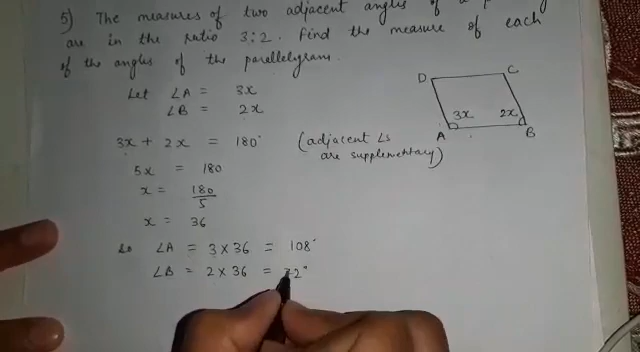 5) The measures of two adjacent angles of a
are in the ratio 3:2. Find the measure of each
of the angles of the parallelogram.
Let ∠A = 3x
∠B = 2x
3x + 2x = 180°
(adjacent ∠s
are supplementary)
5x = 180
x = 180/5
x = 36
So ∠A = 3 × 36 = 108°
∠B = 2 × 36 = 72°
D
C
3x
2x
A
B